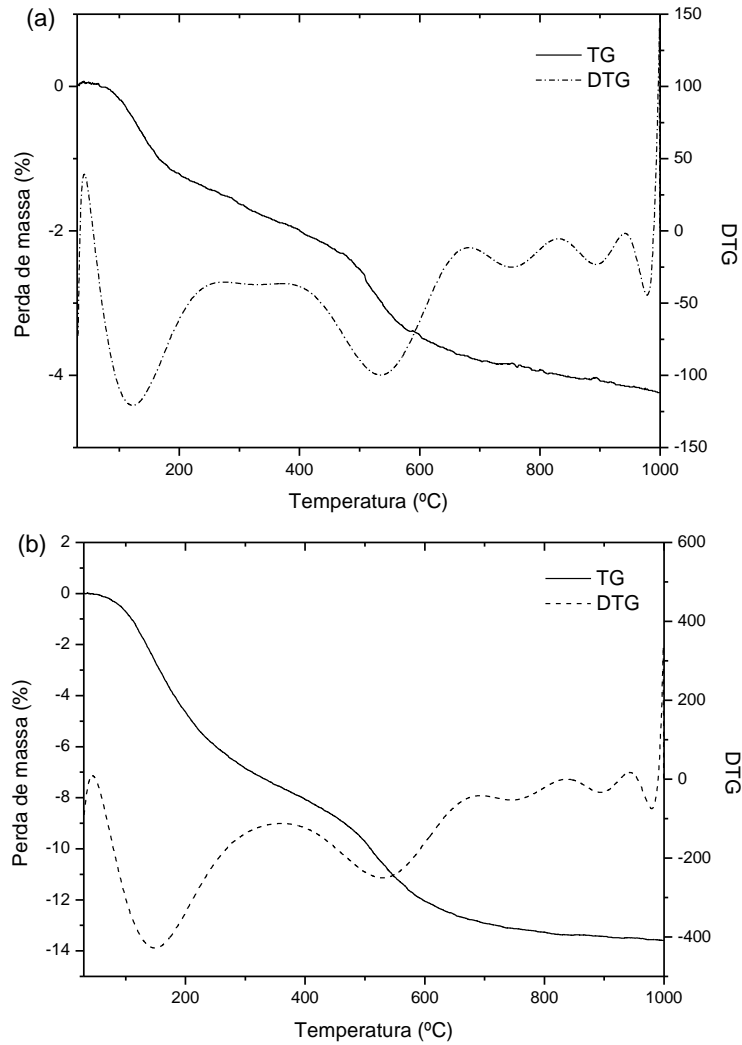 (a)
TG
DTG
150
100
50
0
-50
-100
-150
DTG
0
-2
-4
Perda de massa (%)
200 400 600 800 1000
Temperatura (ºC)
(b)
TG
DTG
600
400
200
0
-200
-400
DTG
2
0
-2
-4
-6
-8
-10
-12
-14
Perda de massa (%)
200 400 600 800 1000
Temperatura (ºC)